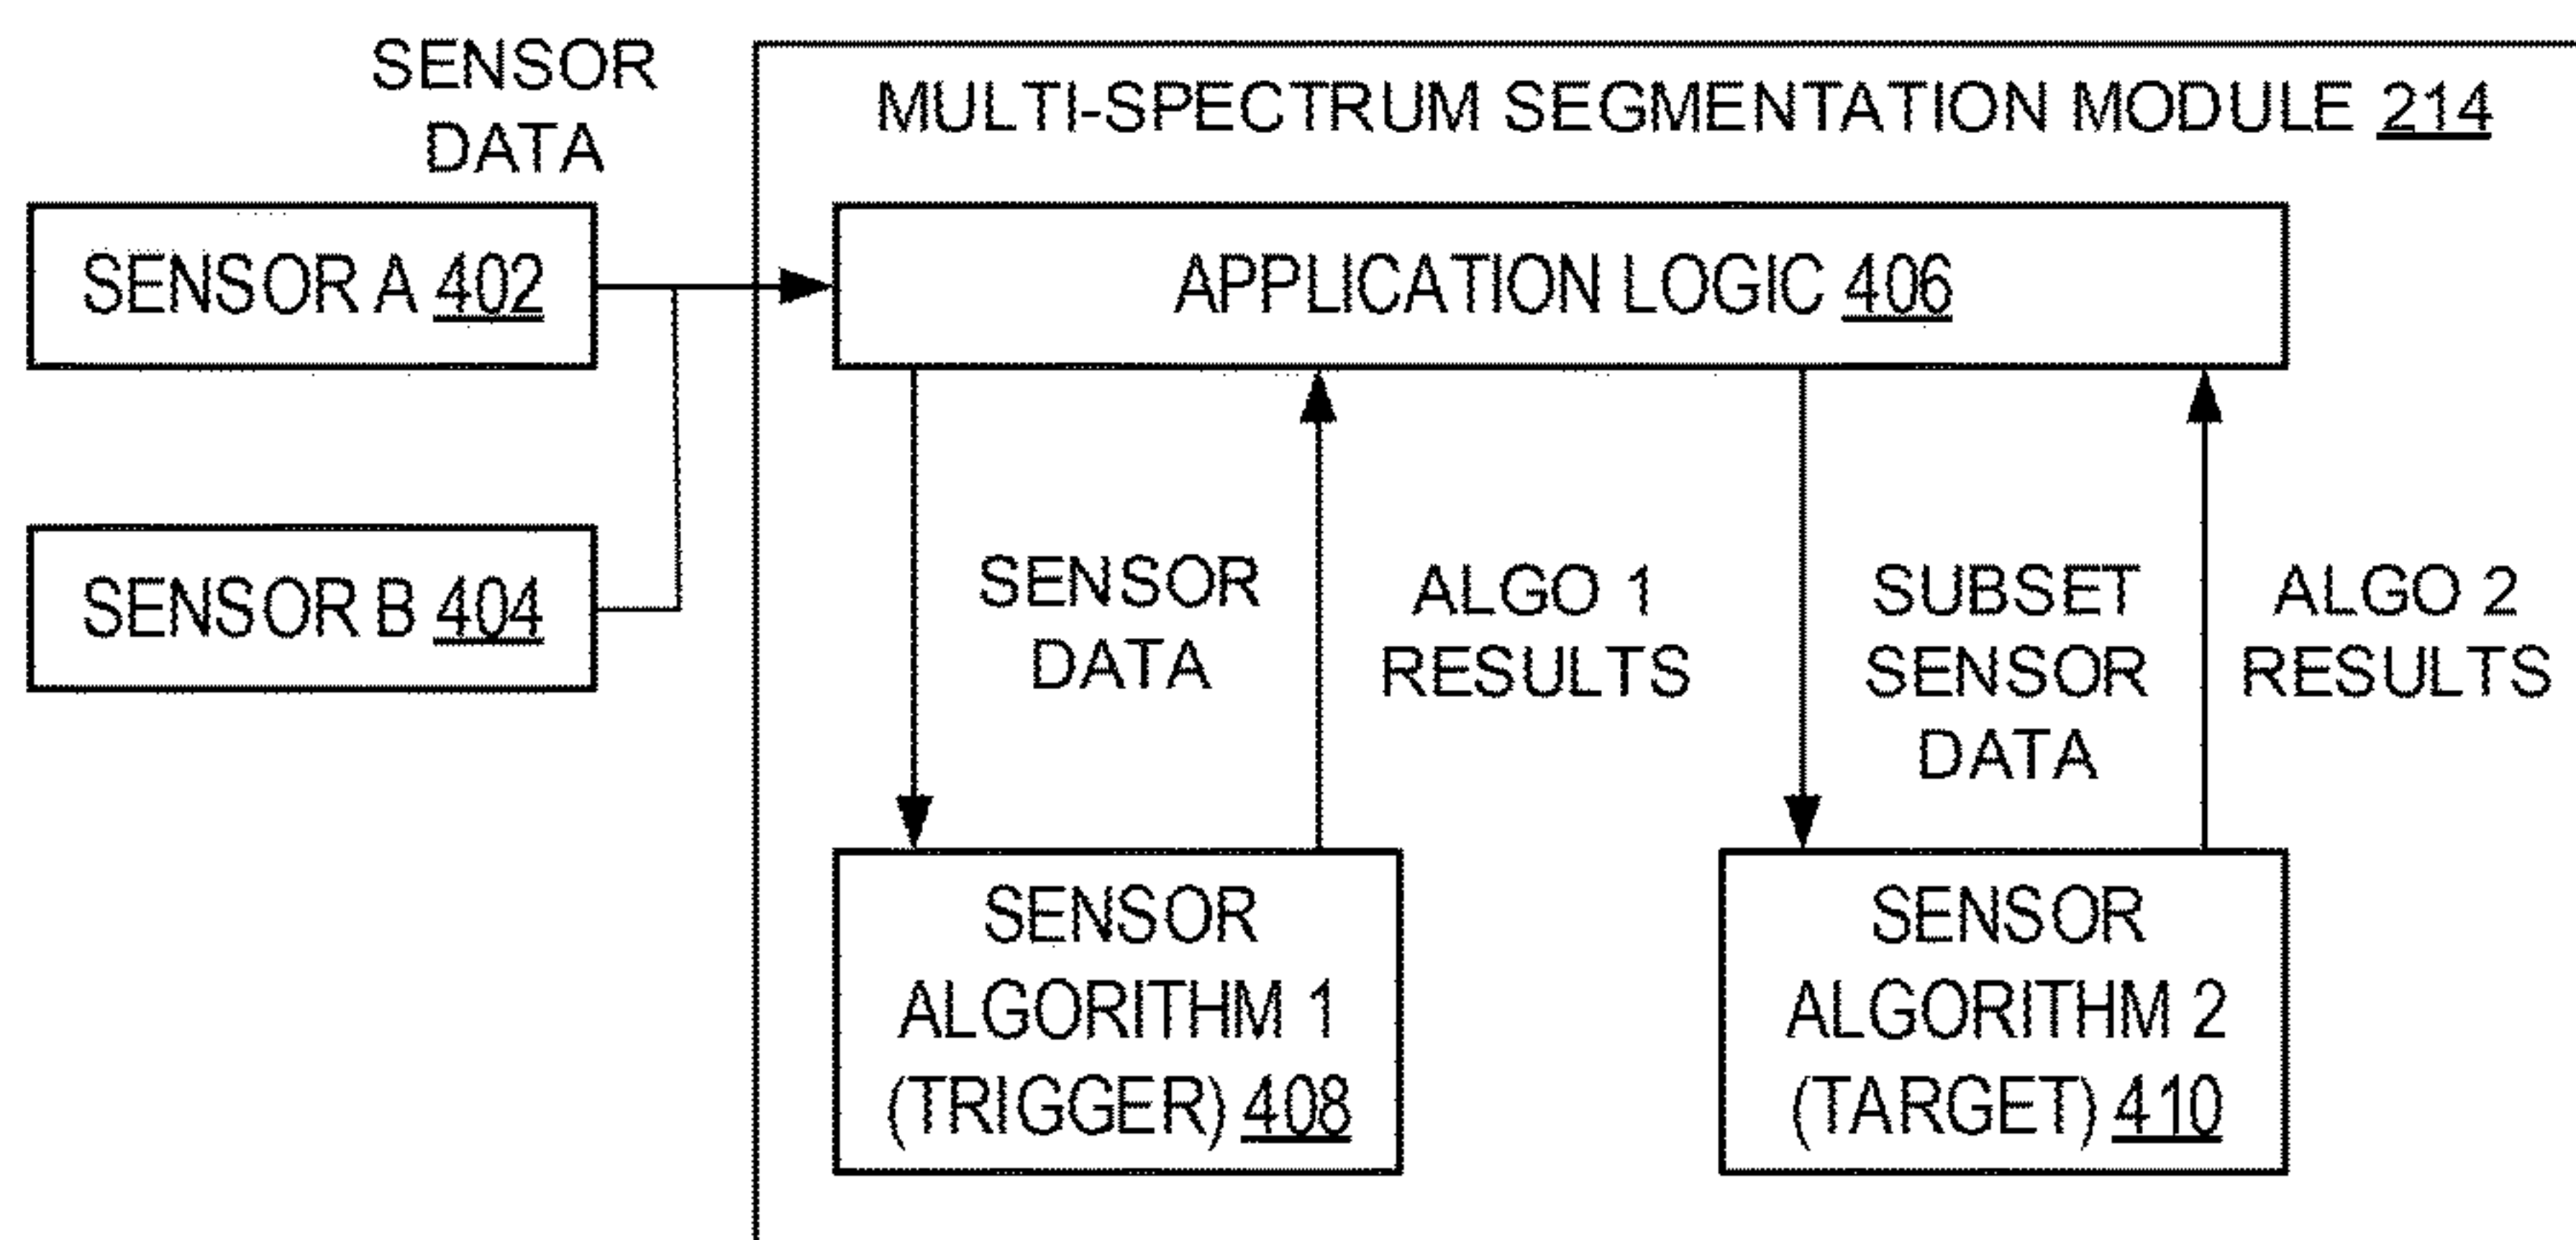 SENSOR
DATA
MULTI-SPECTRUM SEGMENTATION MODULE 214
SENSOR A 402
APPLICATION LOGIC 406
SENSOR B 404
SENSOR
DATA
ALGO 1
RESULTS
SUBSET
SENSOR
DATA
ALGO 2
RESULTS
SENSOR
ALGORITHM 1
(TRIGGER) 408
SENSOR
ALGORITHM 2
(TARGET) 410